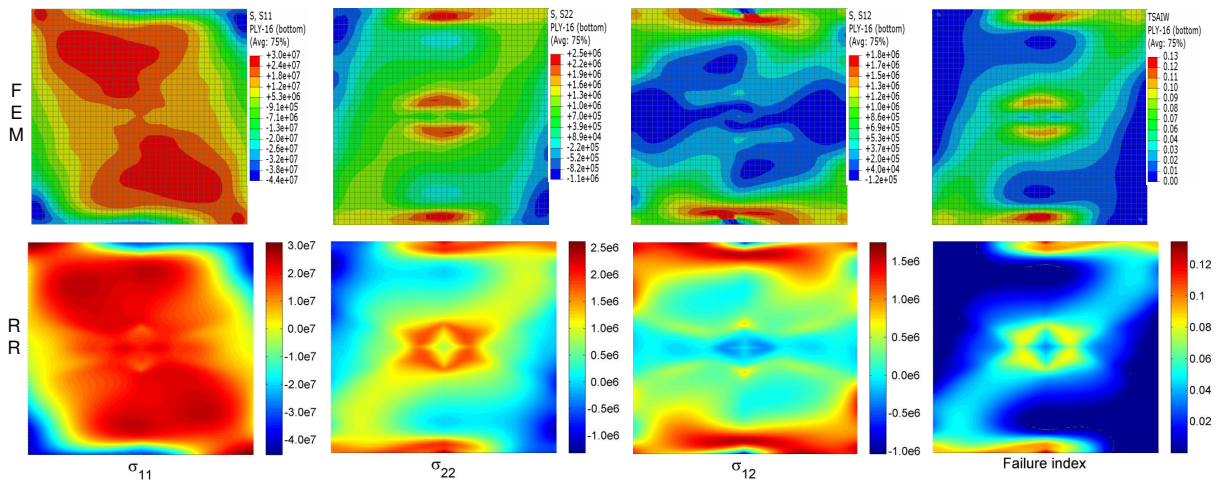 S, S11
PLY-16 (bottom)
(Avg: 75%)
+3.0e+07
+2.4e+07
+1.8e+07
+1.2e+07
+5.3e+06
-9.1e+05
-7.1e+06
-1.3e+07
-2.0e+07
-2.6e+07
-3.2e+07
-3.8e+07
-4.4e+07
S, S22
PLY-16 (bottom)
(Avg: 75%)
+2.5e+06
+2.2e+06
+1.9e+06
+1.6e+06
+1.3e+06
+1.0e+06
+7.0e+05
+3.9e+05
+8.9e+04
-2.2e+05
-5.2e+05
-8.2e+05
-1.1e+06
S, S12
PLY-16 (bottom)
(Avg: 75%)
+1.8e+06
+1.7e+06
+1.5e+06
+1.4e+06
+1.2e+06
+1.0e+06
+8.6e+05
+6.9e+05
+5.3e+05
+3.7e+05
+2.0e+05
+4.0e+04
-1.2e+05
TSAIW
PLY-16 (bottom)
(Avg: 75%)
0.13
0.12
0.11
0.10
0.09
0.08
0.07
0.05
0.04
0.03
0.02
0.01
0.00
F
E
M
R
R
3.0e7
2.0e7
1.0e7
0.0e7
-1.0e7
-2.0e7
-3.0e7
-4.0e7
2.5e6
2.0e6
1.5e6
1.0e6
0.5e6
0.0e6
-0.5e6
-1.0e6
1.5e6
1.0e6
0.5e6
0.0e6
-0.5e6
-1.0e6
0.12
0.1
0.08
0.06
0.04
0.02
σ11
σ22
σ12
Failure index